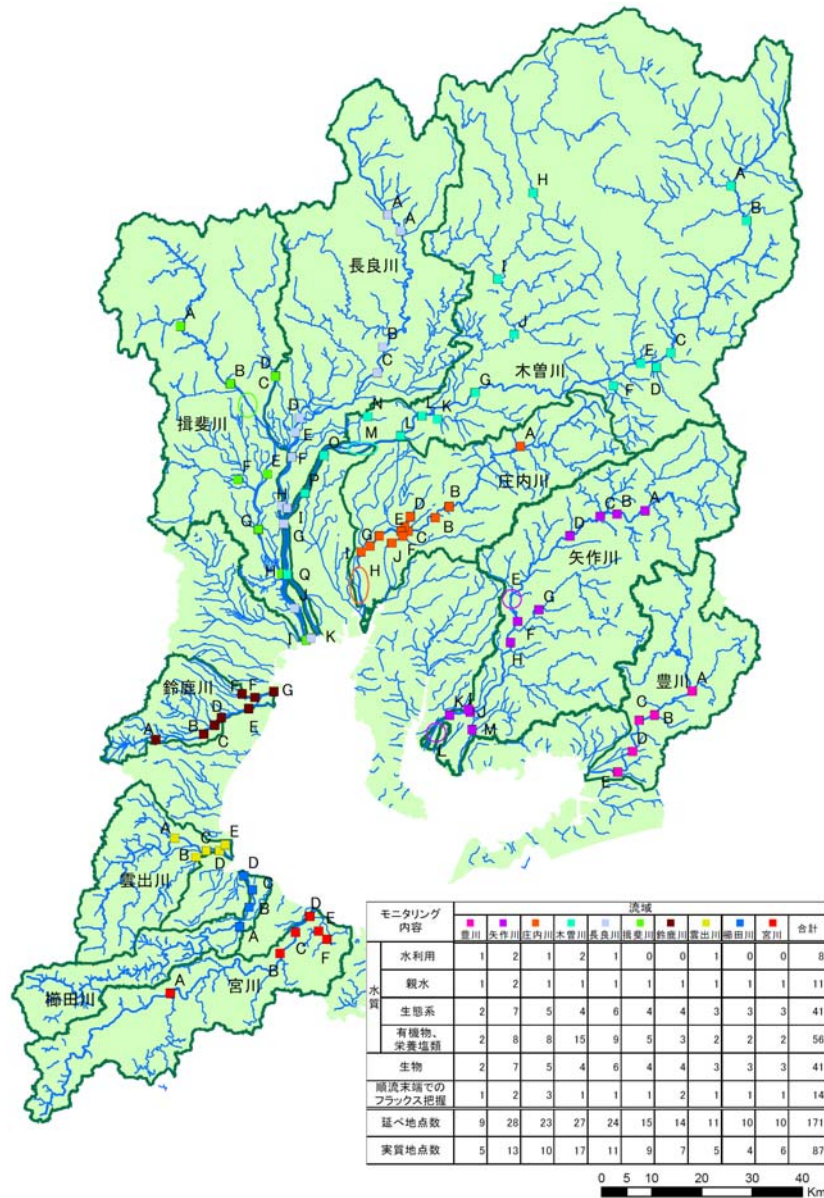 A
H
B
A
A
長良川
I
A
J
B
C
木曽川
E
C
D
F
G
B
D
C
揖斐川
D
E
F
N
M
L
K
L
O
A
庄内川
E
F
P
H
I
G
G
D
B
B
E
C
F
G
I
J
H
C
B
A
D
矢作川
E
G
F
H
H
Q
J
I
K
鈴鹿川
F
F
G
A
B
D
C
E
K
I
J
L
M
豊川
A
C
B
D
E
A
B
C
D
E
雲出川
D
C
B
A
D
E
C
F
B
A
櫛田川
宮川
モニタリング内容 流域
豊川 矢作川 庄内川 木曽川 長良川 揖斐川 鈴鹿川 雲出川 櫛田川 宮川 合計
水質
水利用 1 2 1 2 1 0 0 1 0 0 8
親水 1 2 1 1 1 1 1 1 1 1 11
生態系 2 7 5 4 6 4 4 3 3 3 41
有機物、栄養塩類 2 8 8 15 9 5 3 2 2 2 56
生物 2 7 5 4 6 4 4 3 3 3 41
順流末端でのフラックス把握 1 2 3 1 1 1 2 1 1 1 14
延べ地点数 9 28 23 27 24 15 14 11 10 10 171
実質地点数 5 13 10 17 11 9 7 5 4 6 87
0 5 10 20 30 40
Km